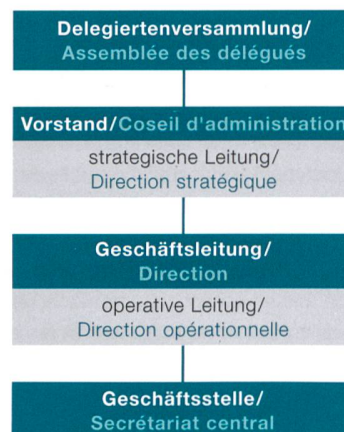 Delegiertenversammlung/
Assemblée des délégués
Vorstand/Coseil d'administration
strategische Leitung/
Direction stratégique
Geschäftsleitung/
Direction
operative Leitung/
Direction opérationnelle
Geschäftsstelle/
Secrétariat central